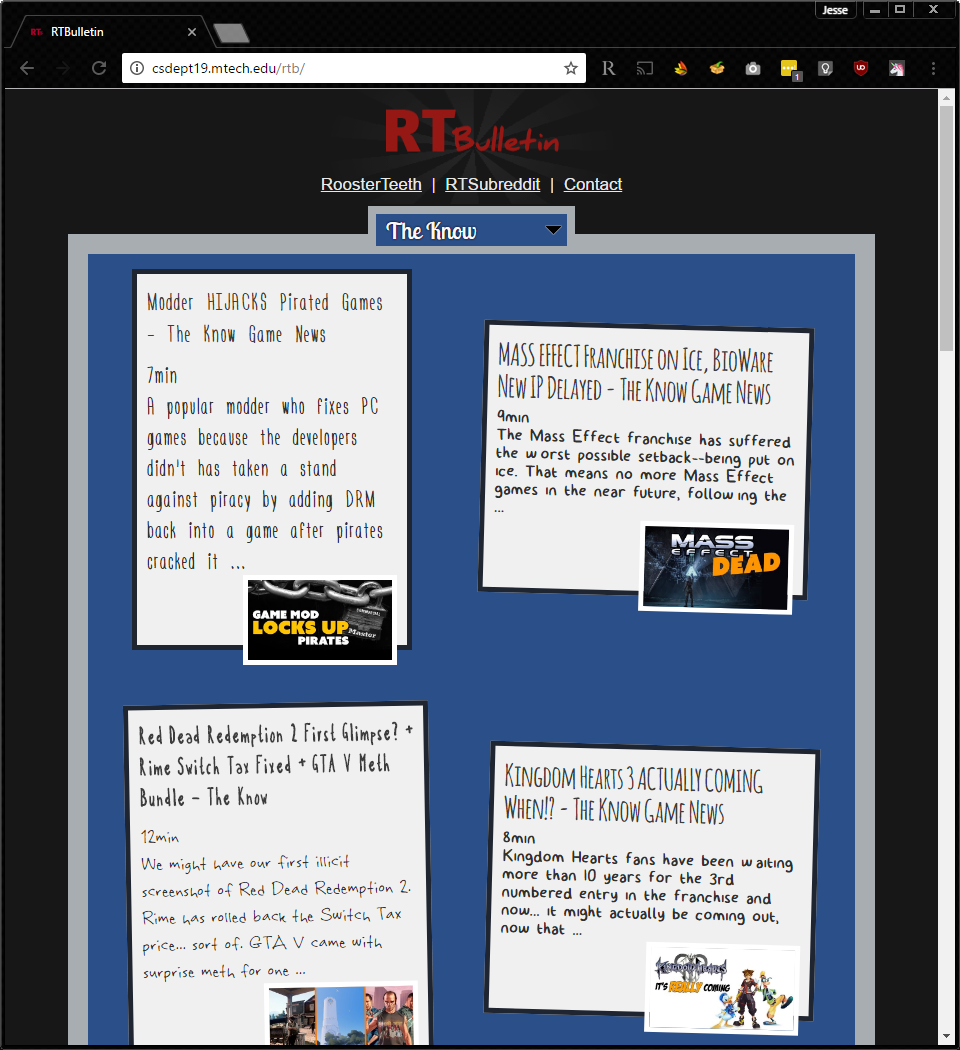 Jesse
RT RTBulletin
csdept19.mtech.edu/rtb/
R
1
RTBulletin
RoosterTeeth | RTSubreddit | Contact
The Know
Modder HIJACKS Pirated Games
- The Know Game News
7min
A popular modder who fixes PC
games because the developers
didn't has taken a stand
against piracy by adding DRM
back into a game after pirates
cracked it ...
GAME MOD
LOCKS UP
PIRATES
Master
MASS EFFECT Franchise on Ice, BioWare
New IP Delayed - The Know Game News
9min
The Mass Effect franchise has suffered
the worst possible setback--being put on
ice. That means no more Mass Effect
games in the near future, following the
...
MASS
EFFECT
DEAD
Red Dead Redemption 2 First Glimpse? +
Rime Switch Tax Fixed + GTA V Meth
Bundle - The Know
12min
We might have our first illicit
screenshot of Red Dead Redemption 2.
Rime has rolled back the Switch Tax
price... sort of. GTA V came with
surprise meth for one ...
Kingdom Hearts 3 ACTUALLY COMING
When!? - The Know Game News
8min
Kingdom Hearts fans have been waiting
more than 10 years for the 3rd
numbered entry in the franchise and
now... it might actually be coming out,
now that ...
KINGDOM HEARTS
IT'S REALLY COMING